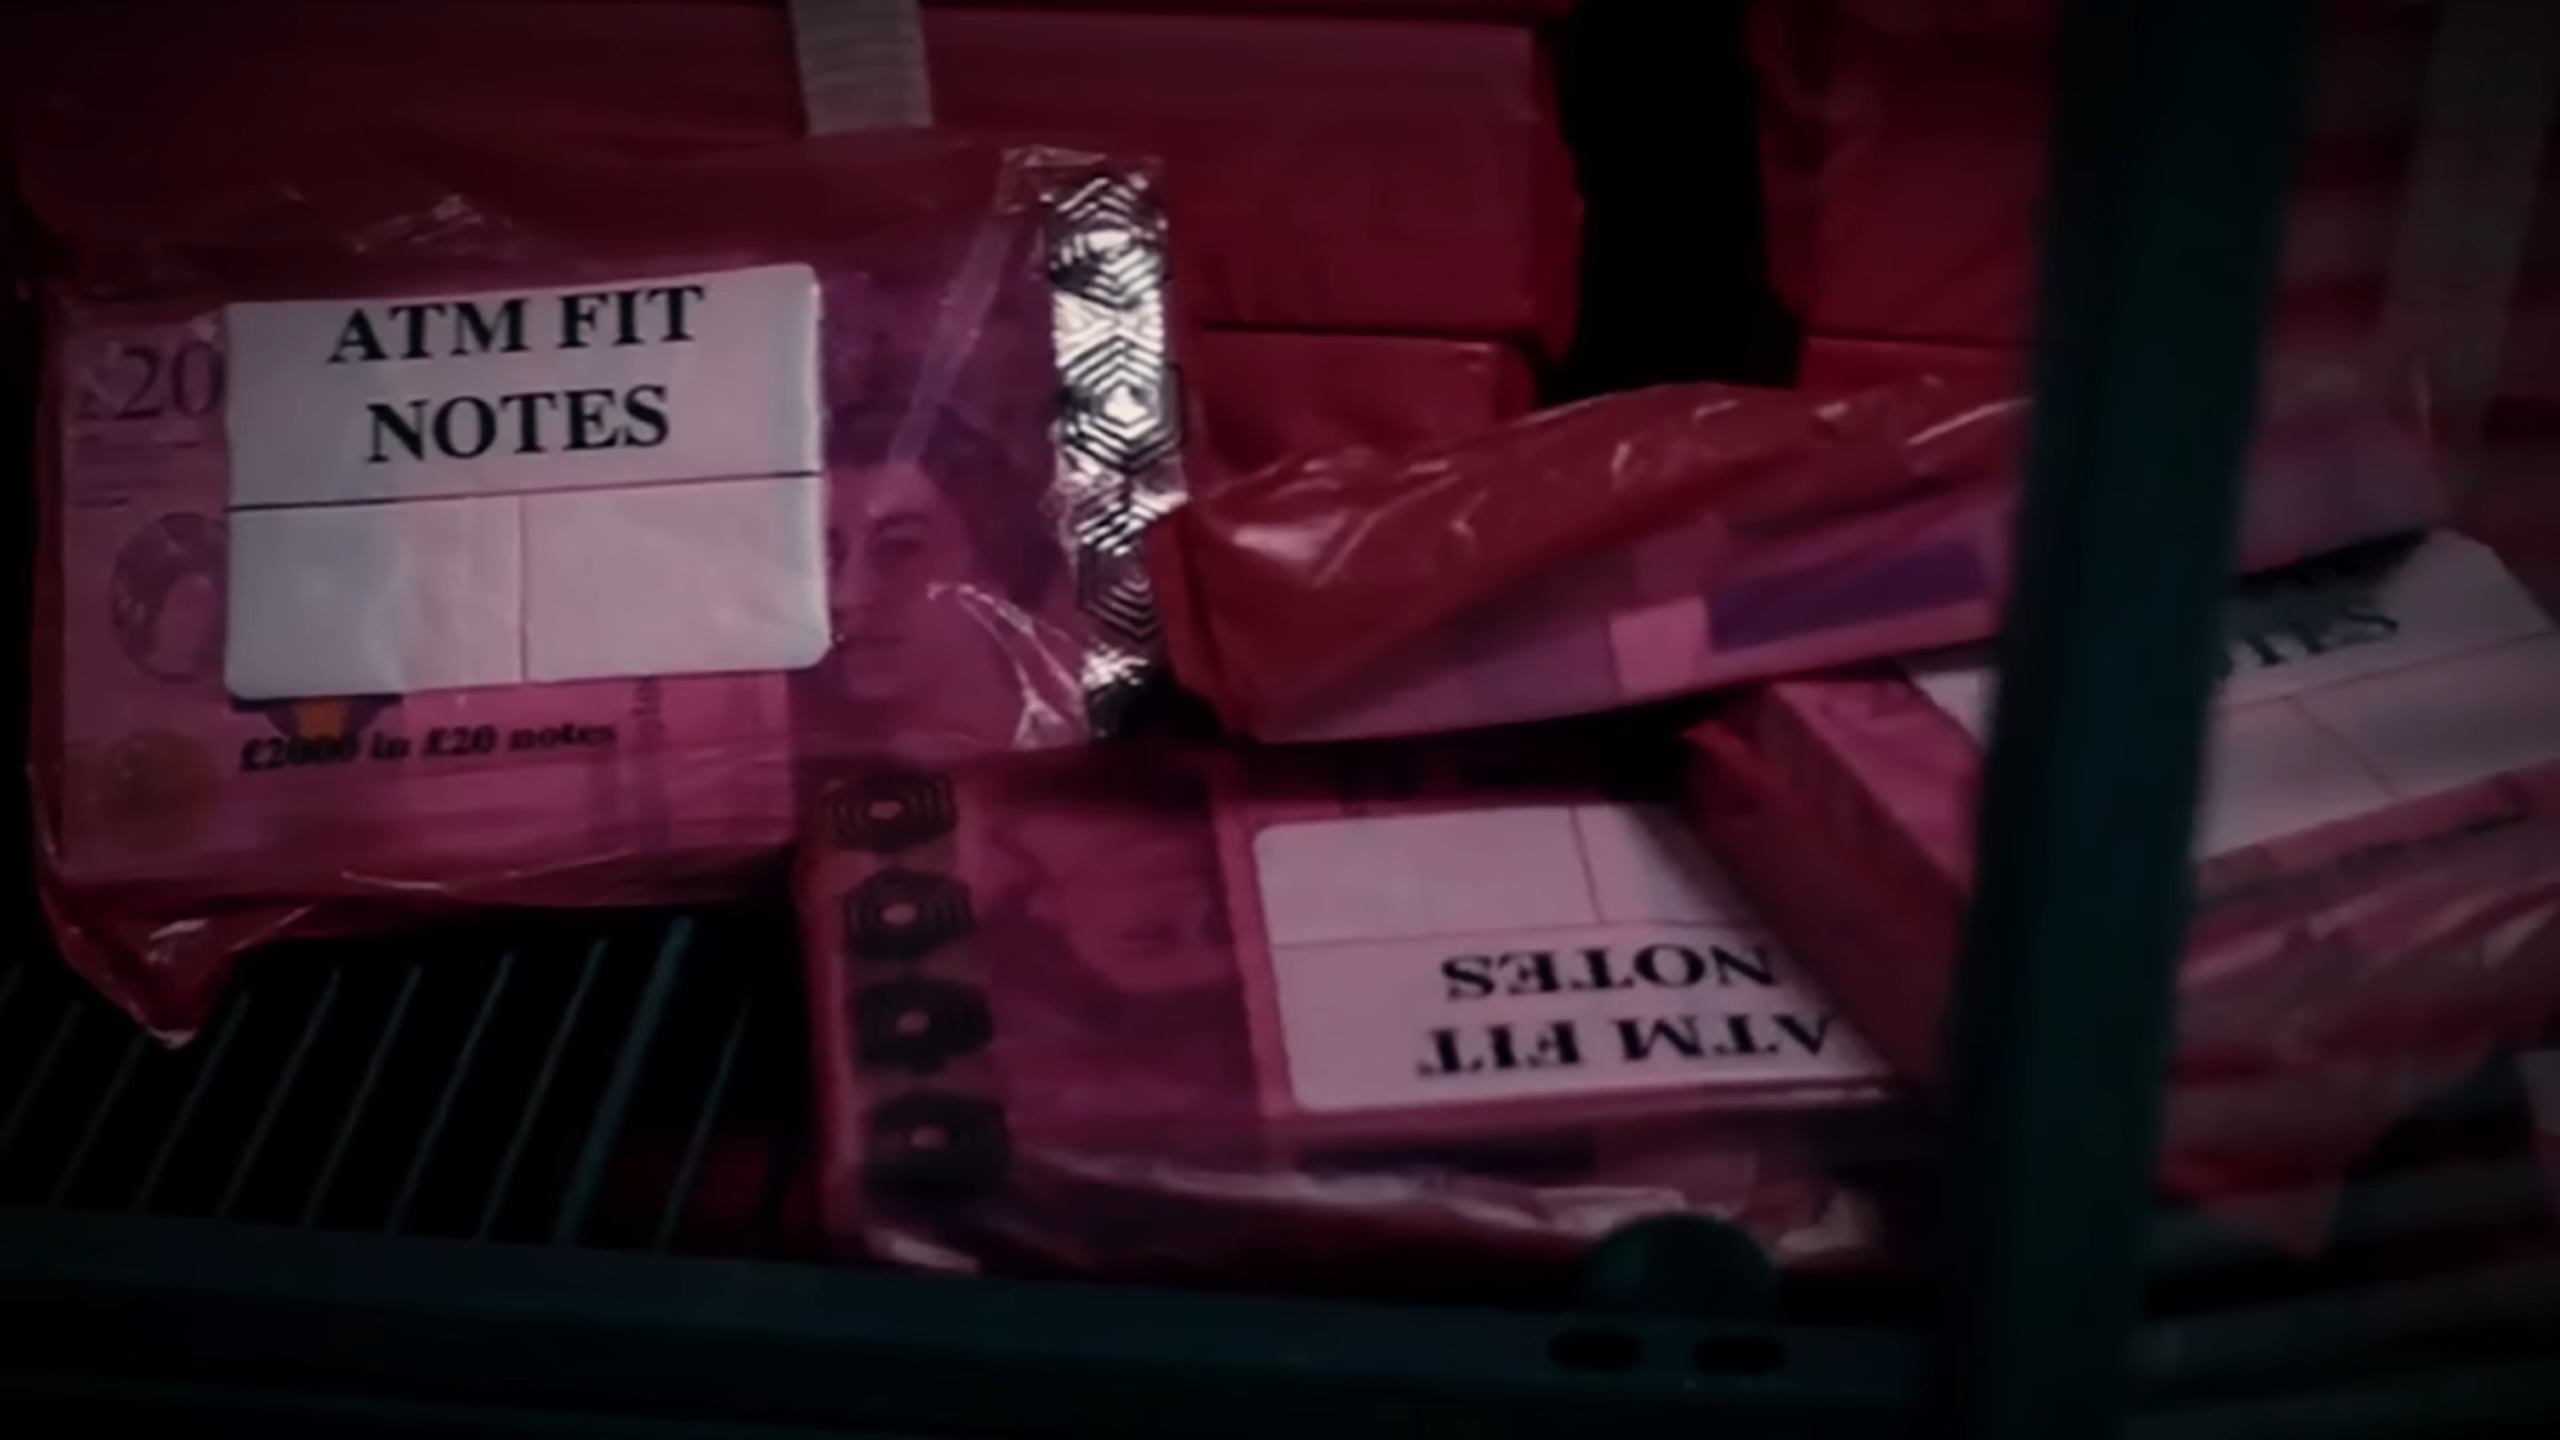 £20
ATM FIT
NOTES
£2000 in £20 notes
NOTES
ATM FIT